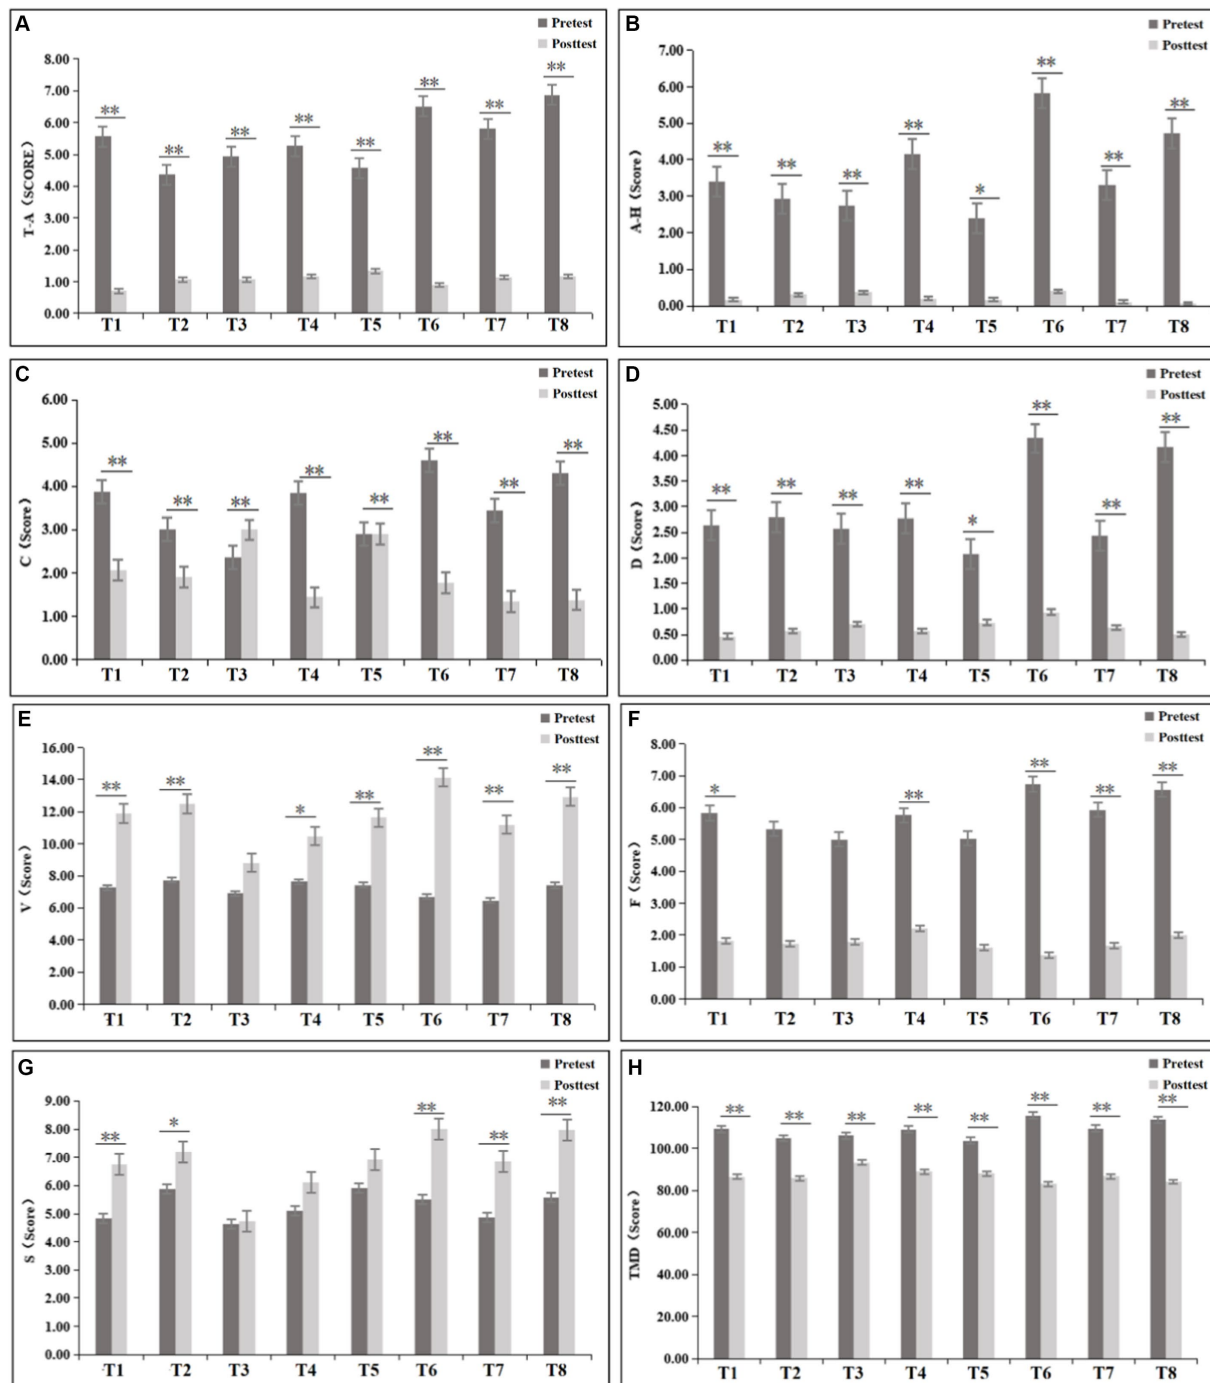 A
Pretest
Posttest
T-A (SCORE)
8.00
7.00
6.00
5.00
4.00
3.00
2.00
1.00
0.00
** ** ** ** ** ** ** **
T1 T2 T3 T4 T5 T6 T7 T8
B
Pretest
Posttest
A-H (Score)
7.00
6.00
5.00
4.00
3.00
2.00
1.00
0.00
** ** ** ** * ** ** **
T1 T2 T3 T4 T5 T6 T7 T8
C
Pretest
Posttest
C (Score)
6.00
5.00
4.00
3.00
2.00
1.00
0.00
** ** ** ** ** ** ** **
T1 T2 T3 T4 T5 T6 T7 T8
D
Pretest
Posttest
D (Score)
5.00
4.50
4.00
3.50
3.00
2.50
2.00
1.50
1.00
0.50
0.00
** ** ** ** * ** ** **
T1 T2 T3 T4 T5 T6 T7 T8
E
Pretest
Posttest
V (Score)
16.00
14.00
12.00
10.00
8.00
6.00
4.00
2.00
0.00
** ** * ** ** ** **
T1 T2 T3 T4 T5 T6 T7 T8
F
Pretest
Posttest
F (Score)
8.00
7.00
6.00
5.00
4.00
3.00
2.00
1.00
0.00
* ** ** ** **
T1 T2 T3 T4 T5 T6 T7 T8
G
Pretest
Posttest
S (Score)
9.00
8.00
7.00
6.00
5.00
4.00
3.00
2.00
1.00
0.00
** * ** ** **
T1 T2 T3 T4 T5 T6 T7 T8
H
Pretest
Posttest
TMD (Score)
120.00
100.00
80.00
60.00
40.00
20.00
0.00
** ** ** ** ** ** ** **
T1 T2 T3 T4 T5 T6 T7 T8